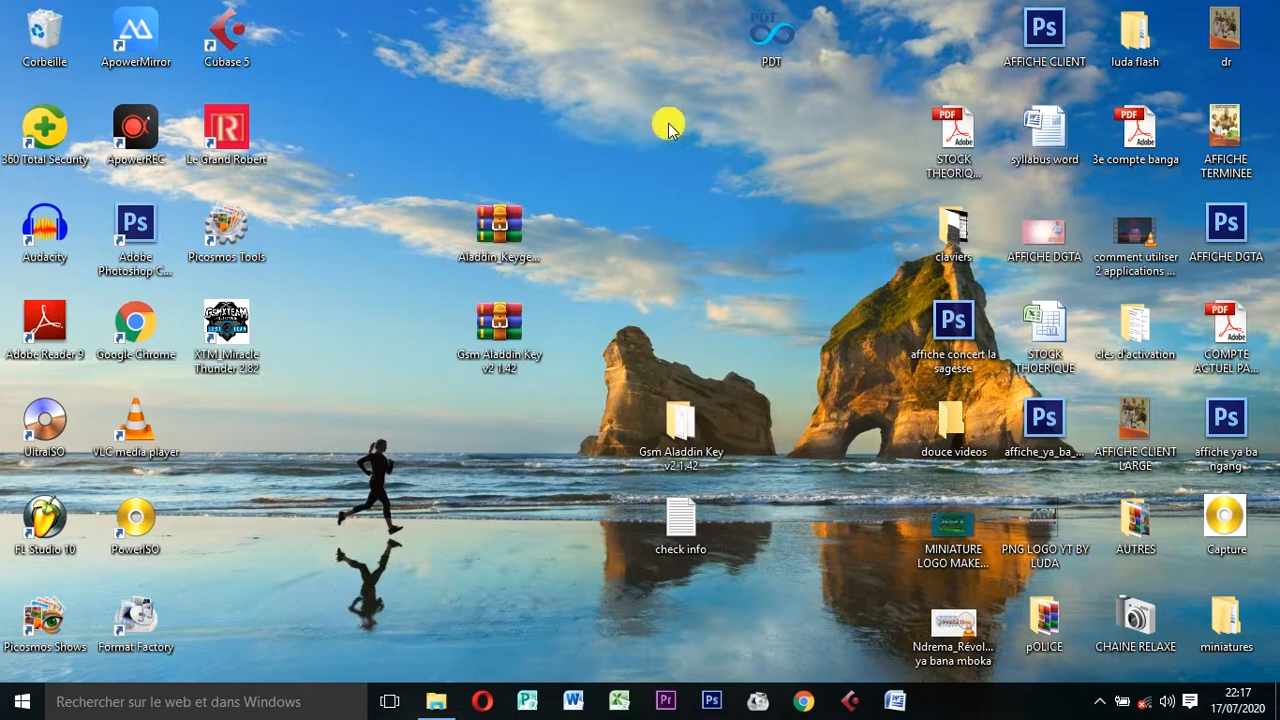 Corbeille
ApowerMirror
Cubase 5
PDT
PDT
AFFICHE CLIENT
luda flash
dr
360 Total Security
ApowerREC
Le Grand Robert
STOCK
THEORIQ...
syllabus word
3e compte banga
AFFICHE
TERMINEE
Audacity
Adobe
Photoshop C...
Picosmos Tools
Aladdin_Keyge...
claviers
AFFICHE DGTA
comment utiliser
2 applications ...
AFFICHE DGTA
Adobe Reader 9
Google Chrome
XTM_Miracle
Thunder 2.82
Gsm Aladdin Key
v2 1.42
affiche concert la
sagesse
STOCK
THOERIQUE
cles d'activation
COMPTE
ACTUEL PA...
UltraISO
VLC media player
Gsm Aladdin Key
v2 1.42
douce videos
affiche_ya_ba_...
AFFICHE CLIENT
LARGE
affiche ya ba
ngang
FL Studio 10
PowerISO
check info
MINIATURE
LOGO MAKE...
PNG LOGO YT BY
LUDA
AUTRES
Capture
Picosmos Shows
Format Factory
Ndrema_Révol...
ya bana mboka
pOLICE
CHAINE RELAXE
miniatures
Rechercher sur le web et dans Windows
22:17
17/07/2020